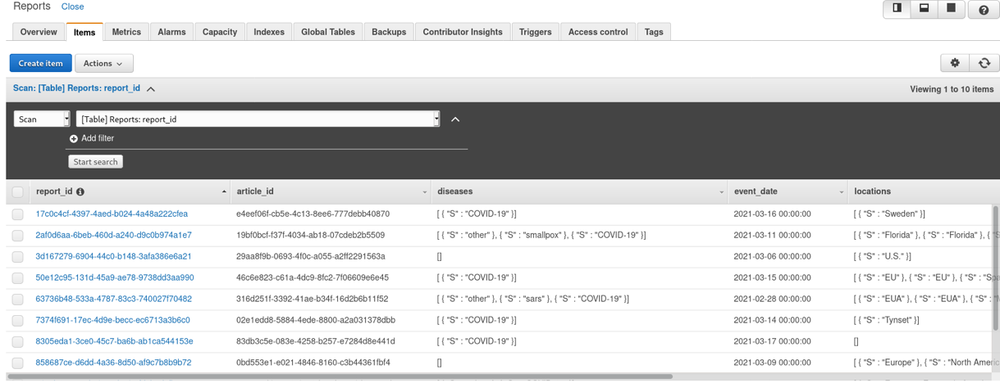 Reports Close
Overview Items Metrics Alarms Capacity Indexes Global Tables Backups Contributor Insights Triggers Access control Tags
Create item Actions
Scan: [Table] Reports: report_id Viewing 1 to 10 items
Scan [Table] Reports: report_id
Add filter
Start search
report_id article_id diseases event_date locations
17c0c4cf-4397-4aed-b024-4a48a222cfea e4eef06f-cb5e-4c13-8ee6-777debb40870 [ { "S" : "COVID-19" }] 2021-03-16 00:00:00 [ { "S" : "Sweden" }]
2af0d6aa-6beb-460d-a240-d9c0b974a1e7 19bf0bcf-f37f-4034-ab18-07cdeb2b5509 [ { "S" : "other" }, { "S" : "smallpox" }, { "S" : "COVID-19" }] 2021-03-11 00:00:00 [ { "S" : "Florida" }, { "S" : "Florida" }, { "S
3d167279-6904-44c0-b148-3afa386e6a21 29aa8f9b-0693-4f0c-a055-a2ff2291563a [] 2021-03-06 00:00:00 [ { "S" : "U.S." }]
50e12c95-131d-45a9-ae78-9738dd3aa990 46c6e823-c61a-4dc9-8fc2-7f06609e6e45 [ { "S" : "COVID-19" }] 2021-03-15 00:00:00 [ { "S" : "EU" }, { "S" : "EU" }, { "S" : "Spa
63736b48-533a-4787-83c3-740027f70482 316d251f-3392-41ae-b34f-16d2b6b11f52 [ { "S" : "other" }, { "S" : "sars" }, { "S" : "COVID-19" }] 2021-02-28 00:00:00 [ { "S" : "EUA" }, { "S" : "EUA" }, { "S" :
7374f691-17ec-4d9e-becc-ec6713a3b6c0 02e1edd8-5884-4ede-8800-a2a031378dbb [ { "S" : "COVID-19" }] 2021-03-14 00:00:00 [ { "S" : "Tynset" }]
8305eda1-3ce0-45c7-ba6b-ab1ca544153e 83db3c5e-083e-4258-b257-e7284d8e441d [ { "S" : "COVID-19" }] 2021-03-17 00:00:00 []
858687ce-d6dd-4a36-8d50-af9c7b8b9b72 0bd553e1-e021-4846-8160-c3b44361fbf4 [] 2021-03-09 00:00:00 [ { "S" : "Europe" }, { "S" : "North Americ